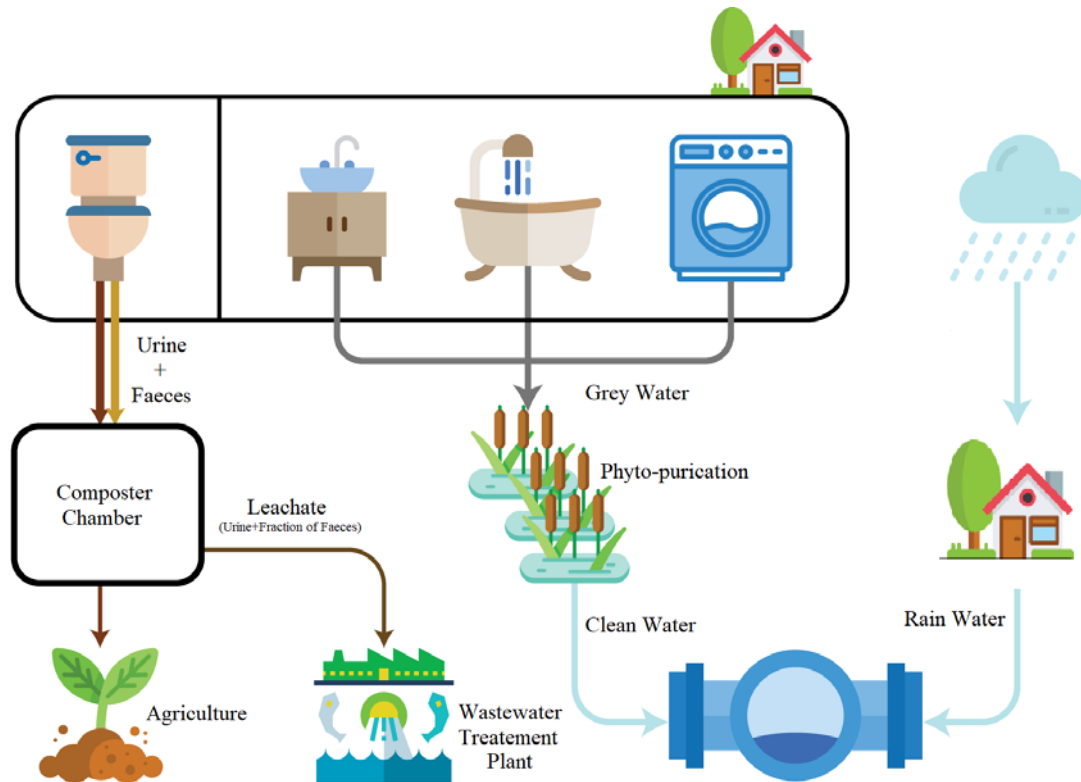 Urine
+
Faeces
Grey Water
Composter
Chamber
Leachate
(Urine+Fraction of Faeces)
Phyto-purication
Clean Water
Rain Water
Agriculture
Wastewater
Treatement
Plant